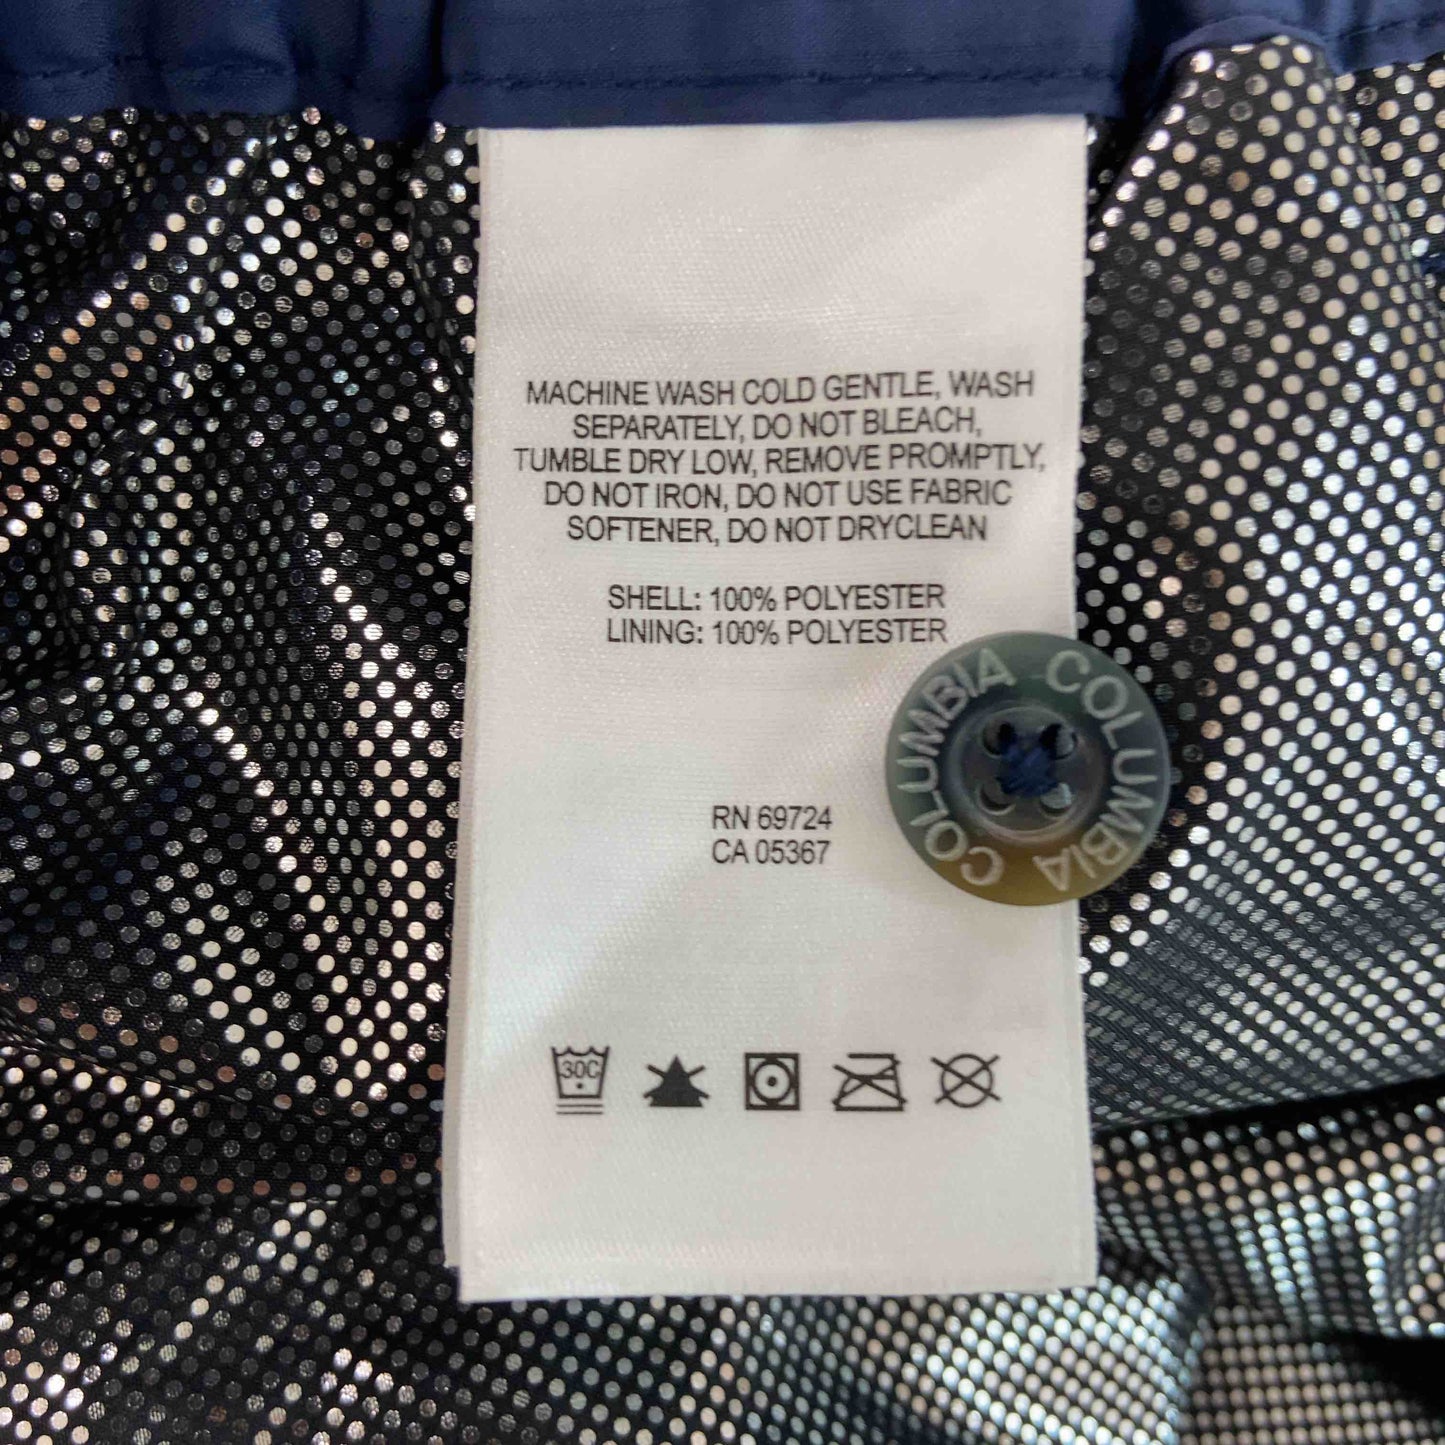 MACHINE WASH COLD GENTLE, WASH
SEPARATELY, DO NOT BLEACH,
TUMBLE DRY LOW, REMOVE PROMPTLY,
DO NOT IRON, DO NOT USE FABRIC
SOFTENER, DO NOT DRYCLEAN
SHELL: 100% POLYESTER
LINING: 100% POLYESTER
COLUMBIA COLUMBIA
RN 69724
CA 05367
30C